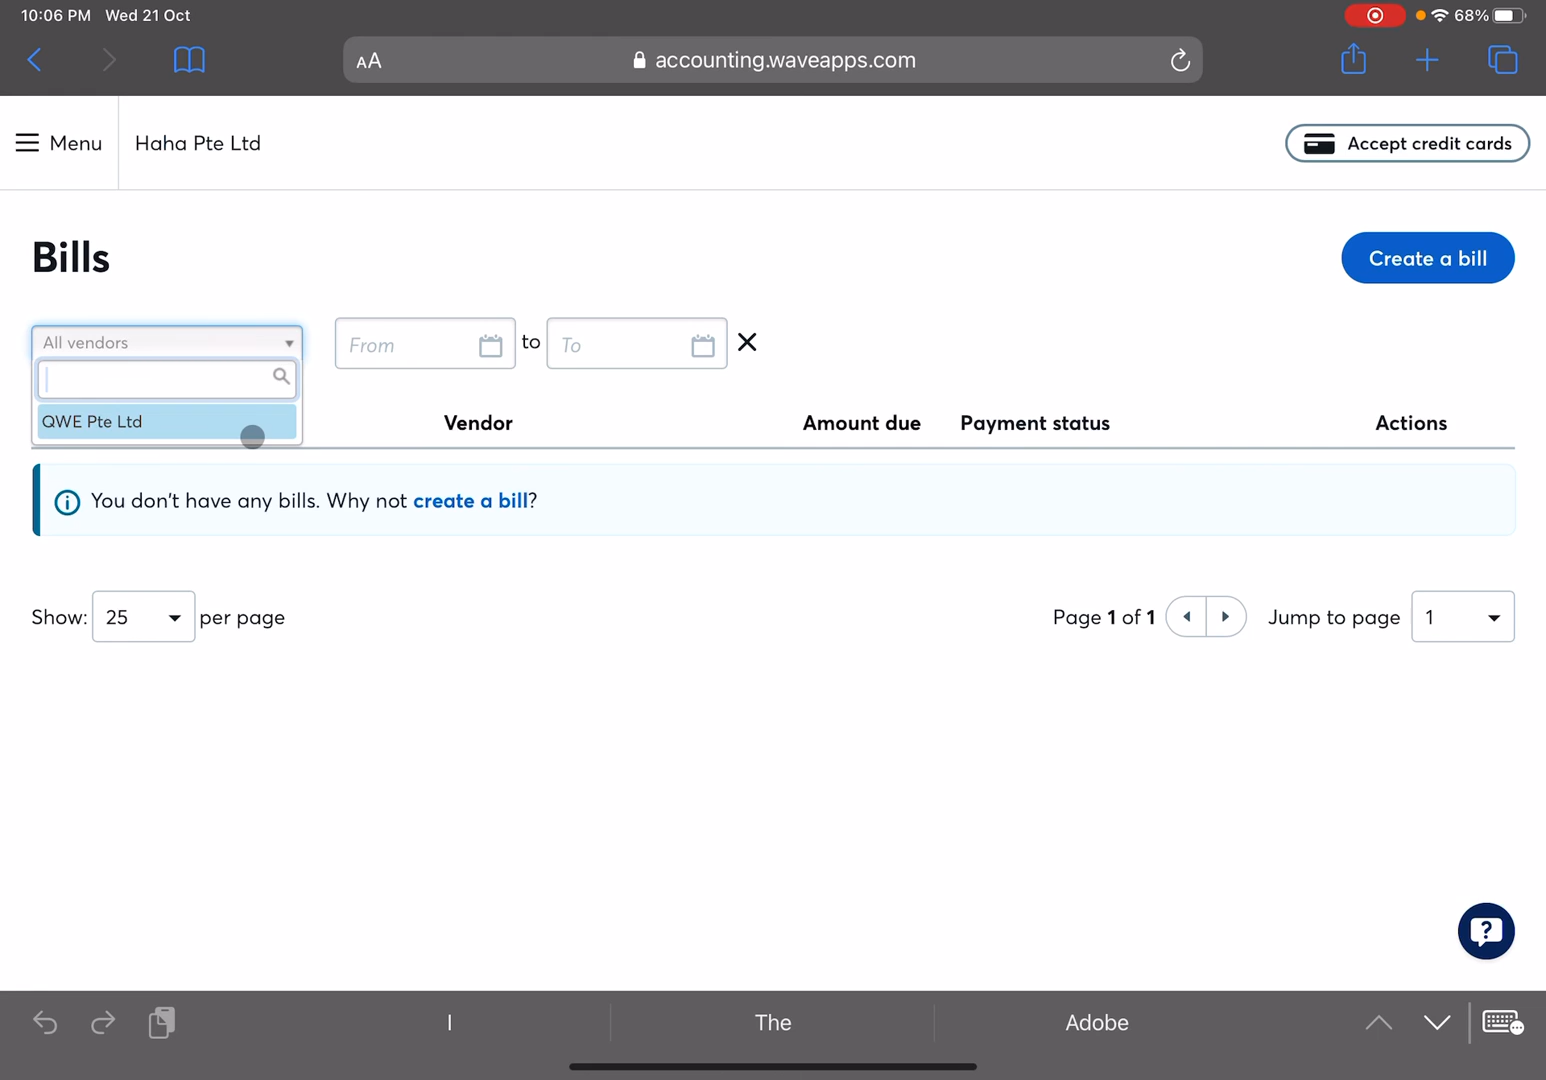 10:06 PM Wed 21 Oct
68%
AA
accounting.waveapps.com
Menu
Haha Pte Ltd
Accept credit cards
Bills
Create a bill
All vendors
From
to
To
QWE Pte Ltd
Vendor
Amount due
Payment status
Actions
You don't have any bills. Why not create a bill?
Show: 25 per page
Page 1 of 1
Jump to page 1
I
The
Adobe